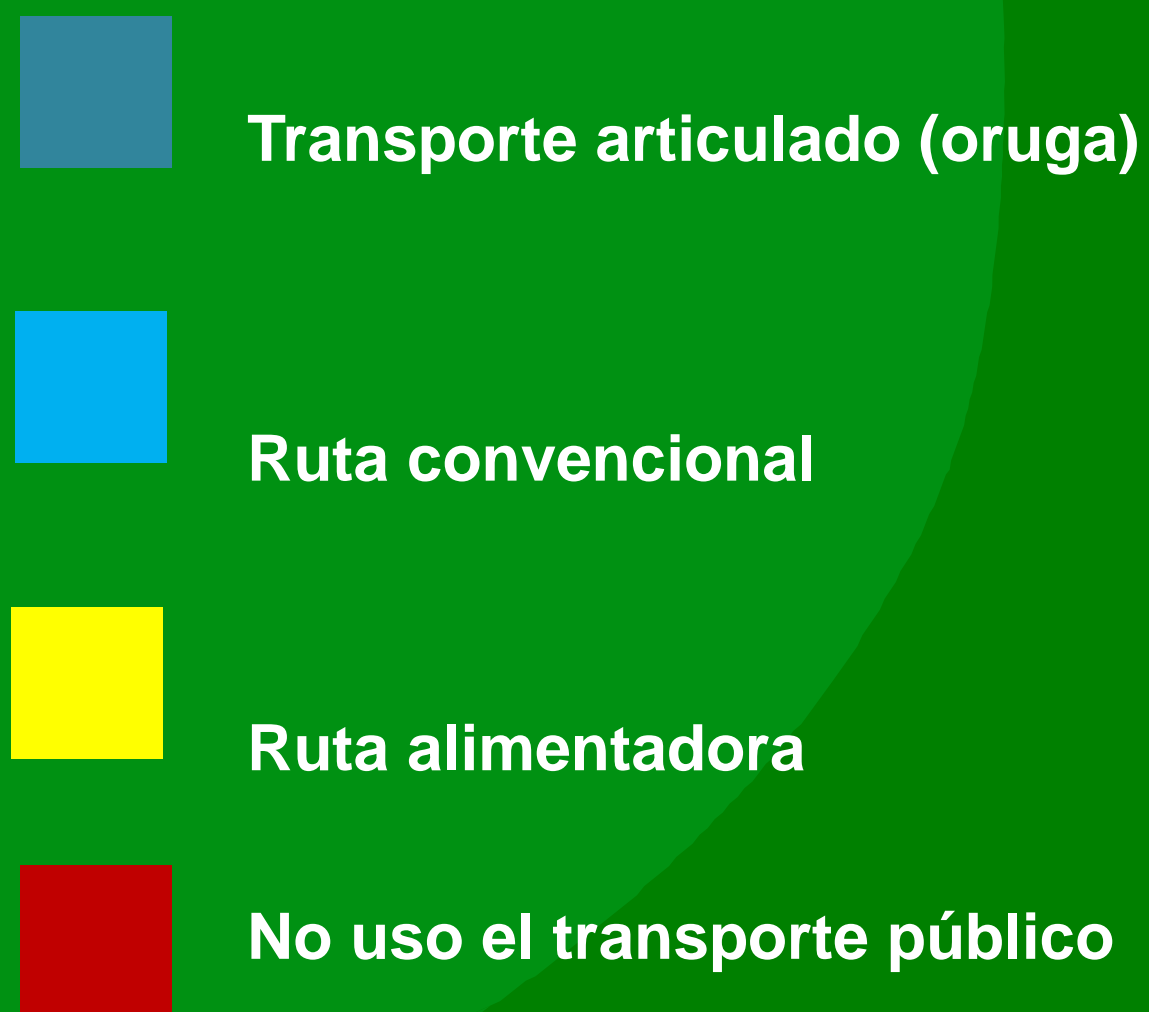 Transporte articulado (oruga)
Ruta convencional
Ruta alimentadora
No uso el transporte público